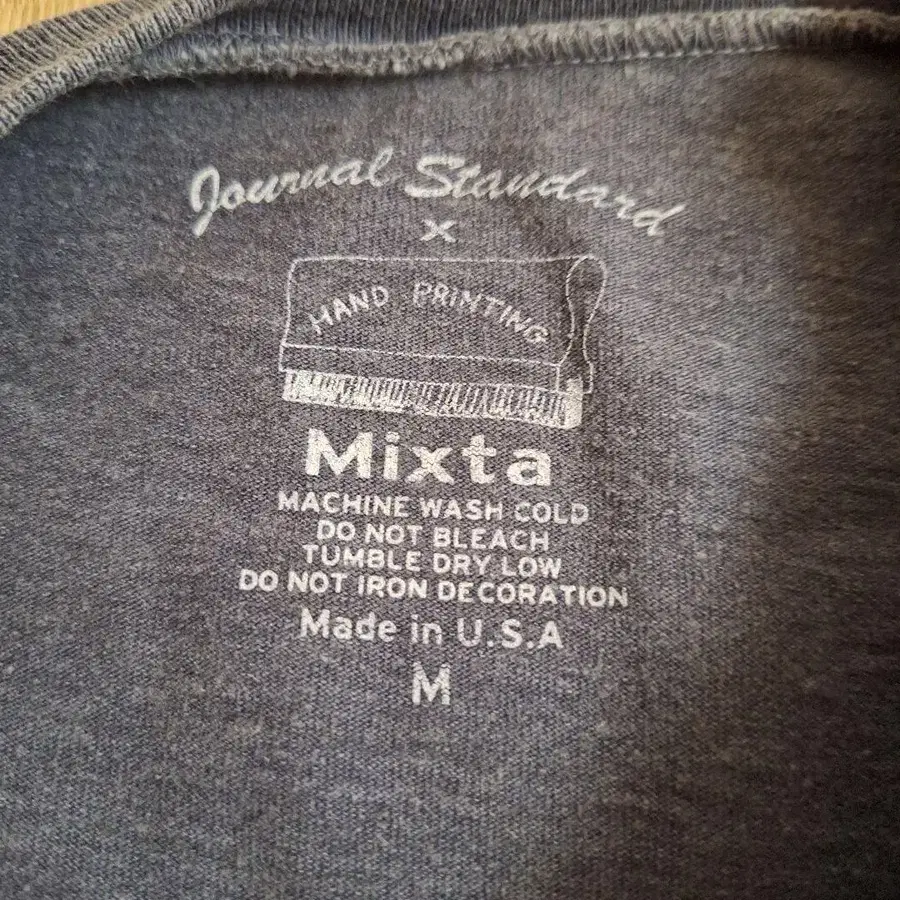 Journal Standard
x
HAND PRINTING
Mixta
MACHINE WASH COLD
DO NOT BLEACH
TUMBLE DRY LOW
DO NOT IRON DECORATION
Made in U.S.A
M